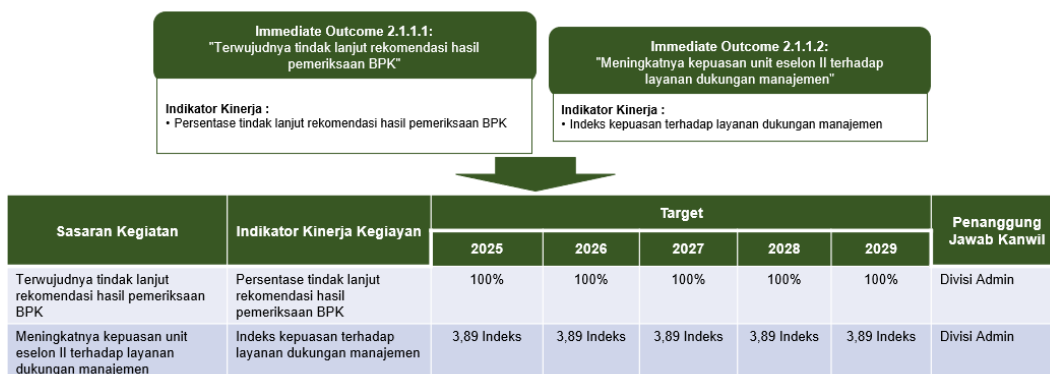 Immediate Outcome 2.1.1.1:
"Terwujudnya tindak lanjut rekomendasi hasil
pemeriksaan BPK"
Indikator Kinerja :
• Persentase tindak lanjut rekomendasi hasil pemeriksaan BPK
Immediate Outcome 2.1.1.2:
"Meningkatnya kepuasan unit eselon II terhadap
layanan dukungan manajemen"
Indikator Kinerja :
• Indeks kepuasan terhadap layanan dukungan manajemen
Sasaran Kegiatan
Indikator Kinerja Kegiayan
Target
Penanggung
Jawab Kanwil
2025 2026 2027 2028 2029
Terwujudnya tindak lanjut
rekomendasi hasil pemeriksaan
BPK
Persentase tindak lanjut
rekomendasi hasil
pemeriksaan BPK
100% 100% 100% 100% 100%
Divisi Admin
Meningkatnya kepuasan unit
eselon II terhadap layanan
dukungan manajemen
Indeks kepuasan terhadap
layanan dukungan manajemen
3,89 Indeks 3,89 Indeks 3,89 Indeks 3,89 Indeks 3,89 Indeks
Divisi Admin